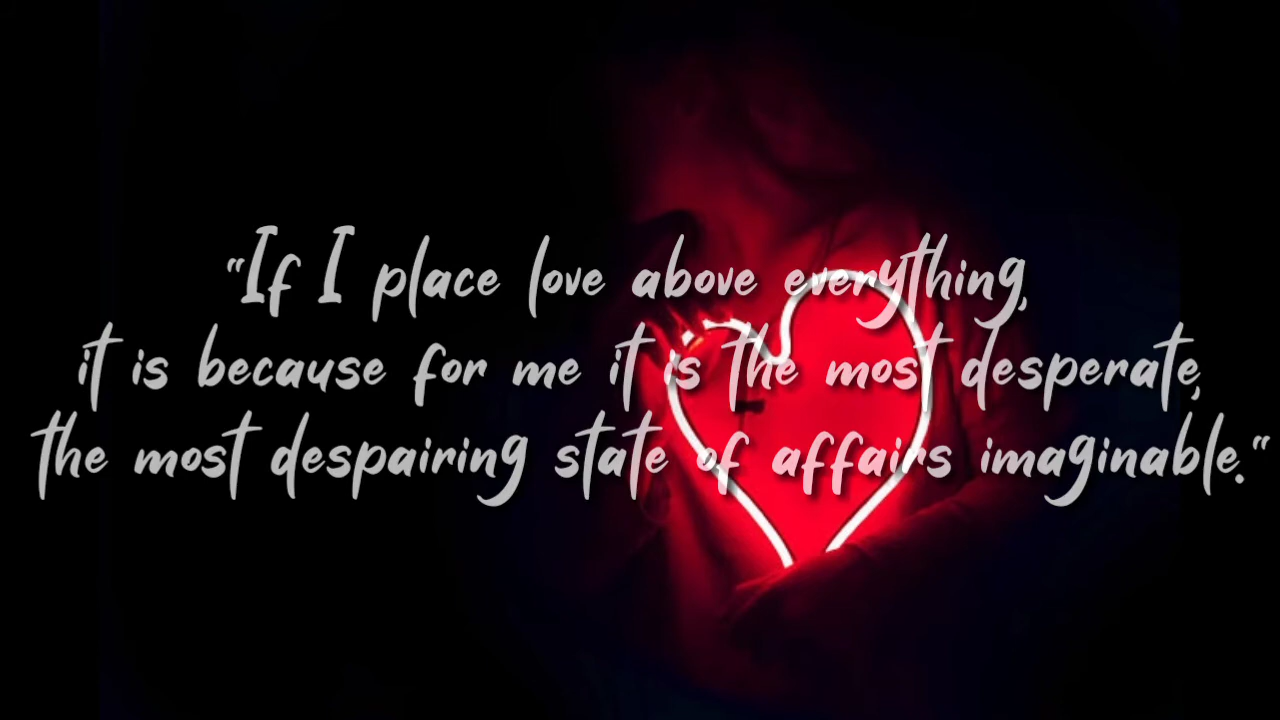 "If I place love above everything,
it is because for me it is the most desperate,
the most despairing state of affairs imaginable."